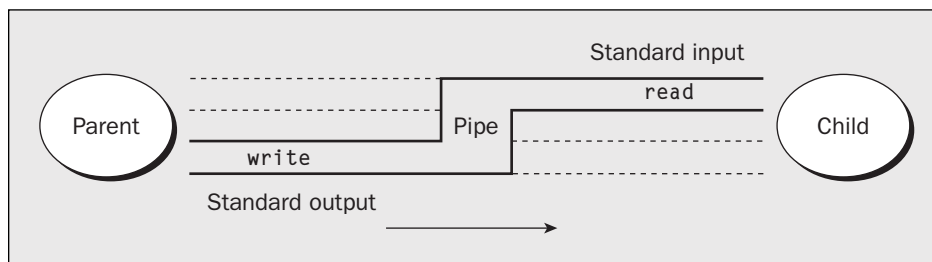 Standard input
read
Parent
Pipe
Child
write
Standard output